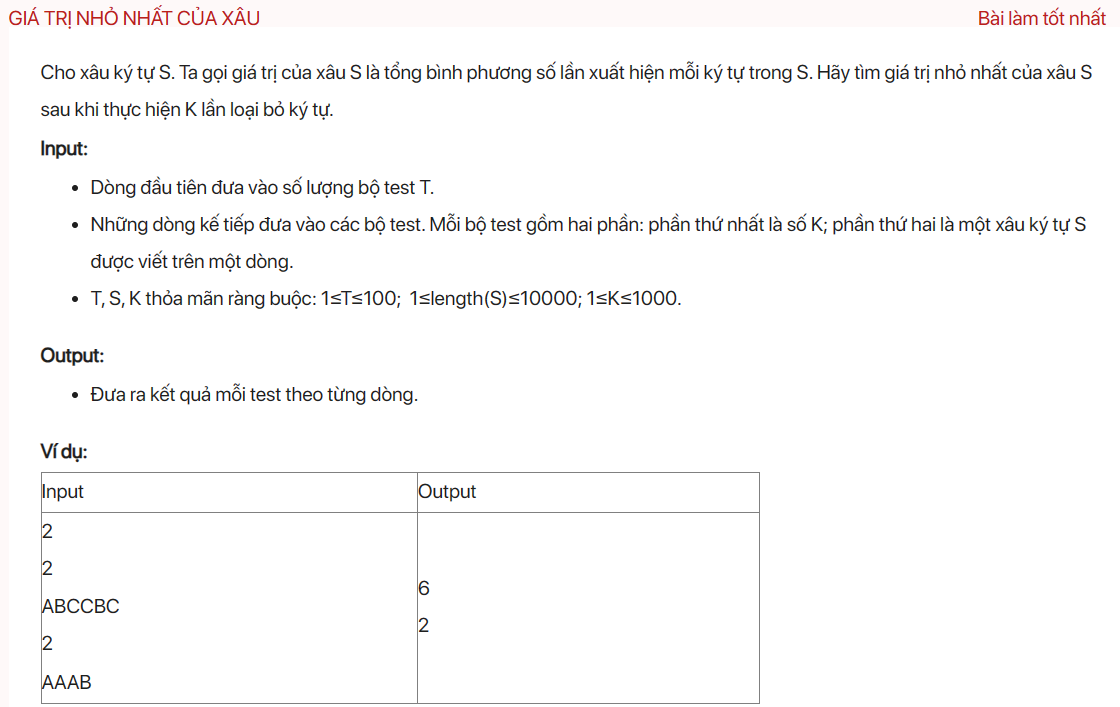 GIÁ TRỊ NHỎ NHẤT CỦA XÂU
Bài làm tốt nhất
Cho xâu ký tự S. Ta gọi giá trị của xâu S là tổng bình phương số lần xuất hiện mỗi ký tự trong S. Hãy tìm giá trị nhỏ nhất của xâu S
sau khi thực hiện K lần loại bỏ ký tự.
Input:
• Dòng đầu tiên đưa vào số lượng bộ test T.
• Những dòng kế tiếp đưa vào các bộ test. Mỗi bộ test gồm hai phần: phần thứ nhất là số K; phần thứ hai là một xâu ký tự S
được viết trên một dòng.
• T, S, K thỏa mãn ràng buộc: 1≤T≤100; 1≤length(S)≤10000; 1≤K≤1000.
Output:
• Đưa ra kết quả mỗi test theo từng dòng.
Ví dụ:
Input
Output
2
2
ABCCBC
2
AAAB
6
2